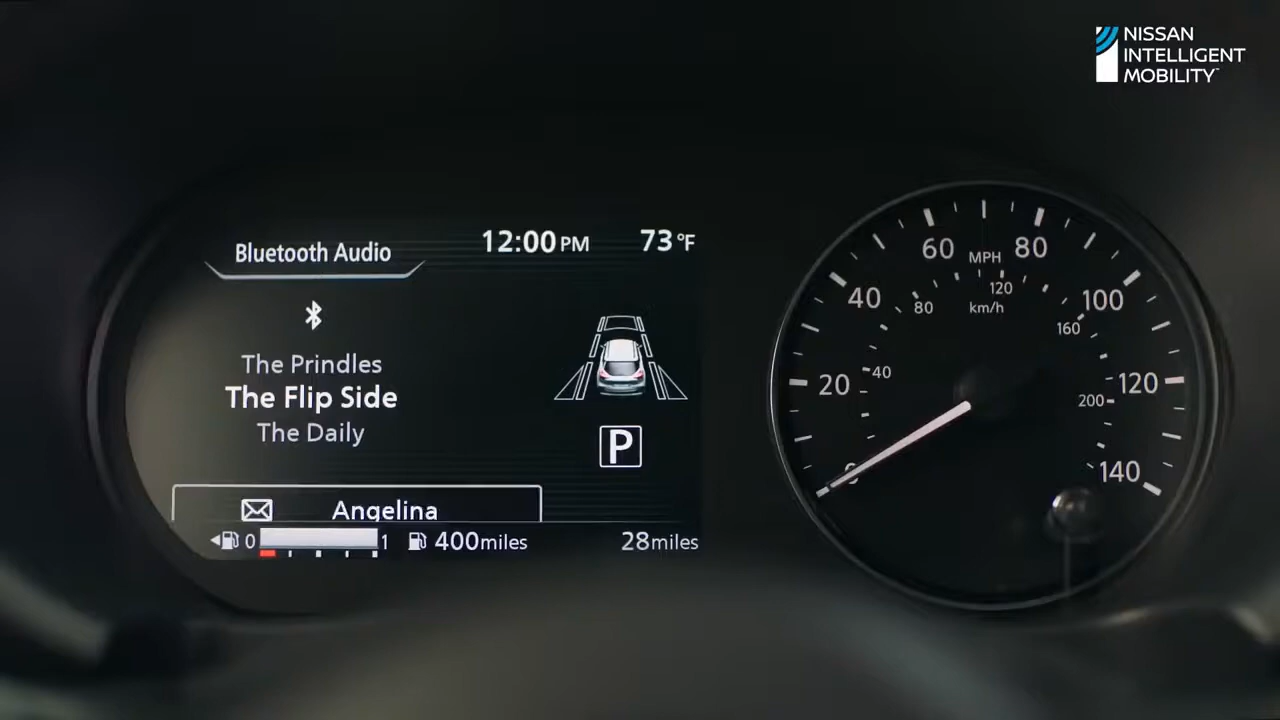 NISSAN
INTELLIGENT
MOBILITY
Bluetooth Audio
12:00 PM
73 °F
The Prindles
The Flip Side
The Daily
P
Angelina
0
1
400 miles
28 miles
0
20
40
60
80
100
120
140
MPH
40
80
120
160
200
km/h